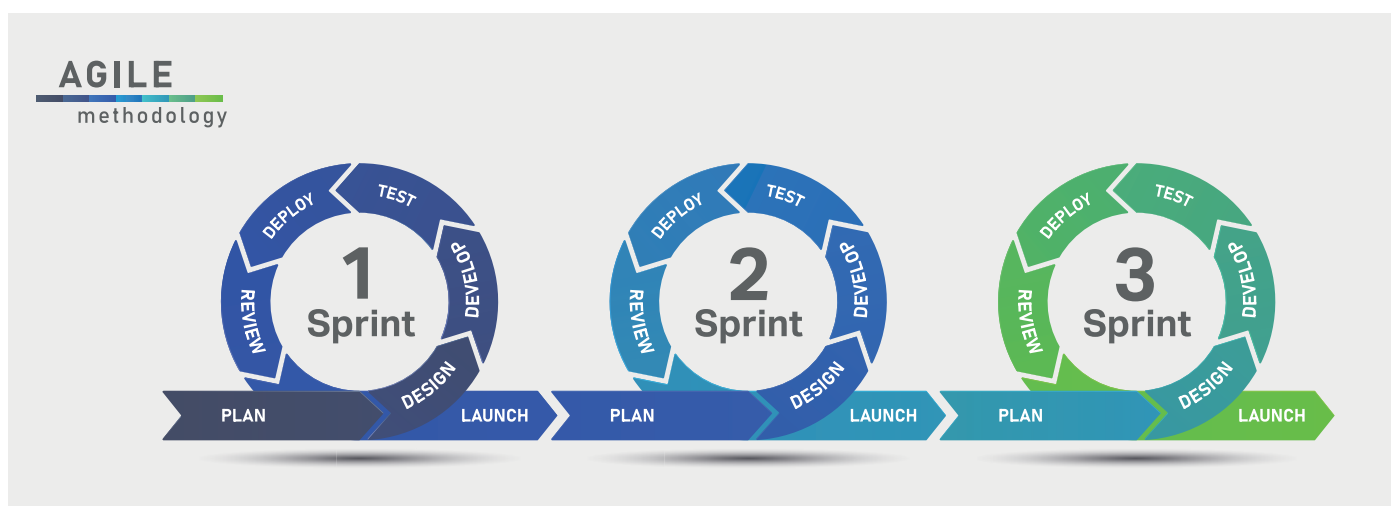 AGILE
methodology
PLAN
DESIGN
DEVELOP
TEST
DEPLOY
REVIEW
LAUNCH
1
Sprint
PLAN
DESIGN
DEVELOP
TEST
DEPLOY
REVIEW
LAUNCH
2
Sprint
PLAN
DESIGN
DEVELOP
TEST
DEPLOY
REVIEW
LAUNCH
3
Sprint